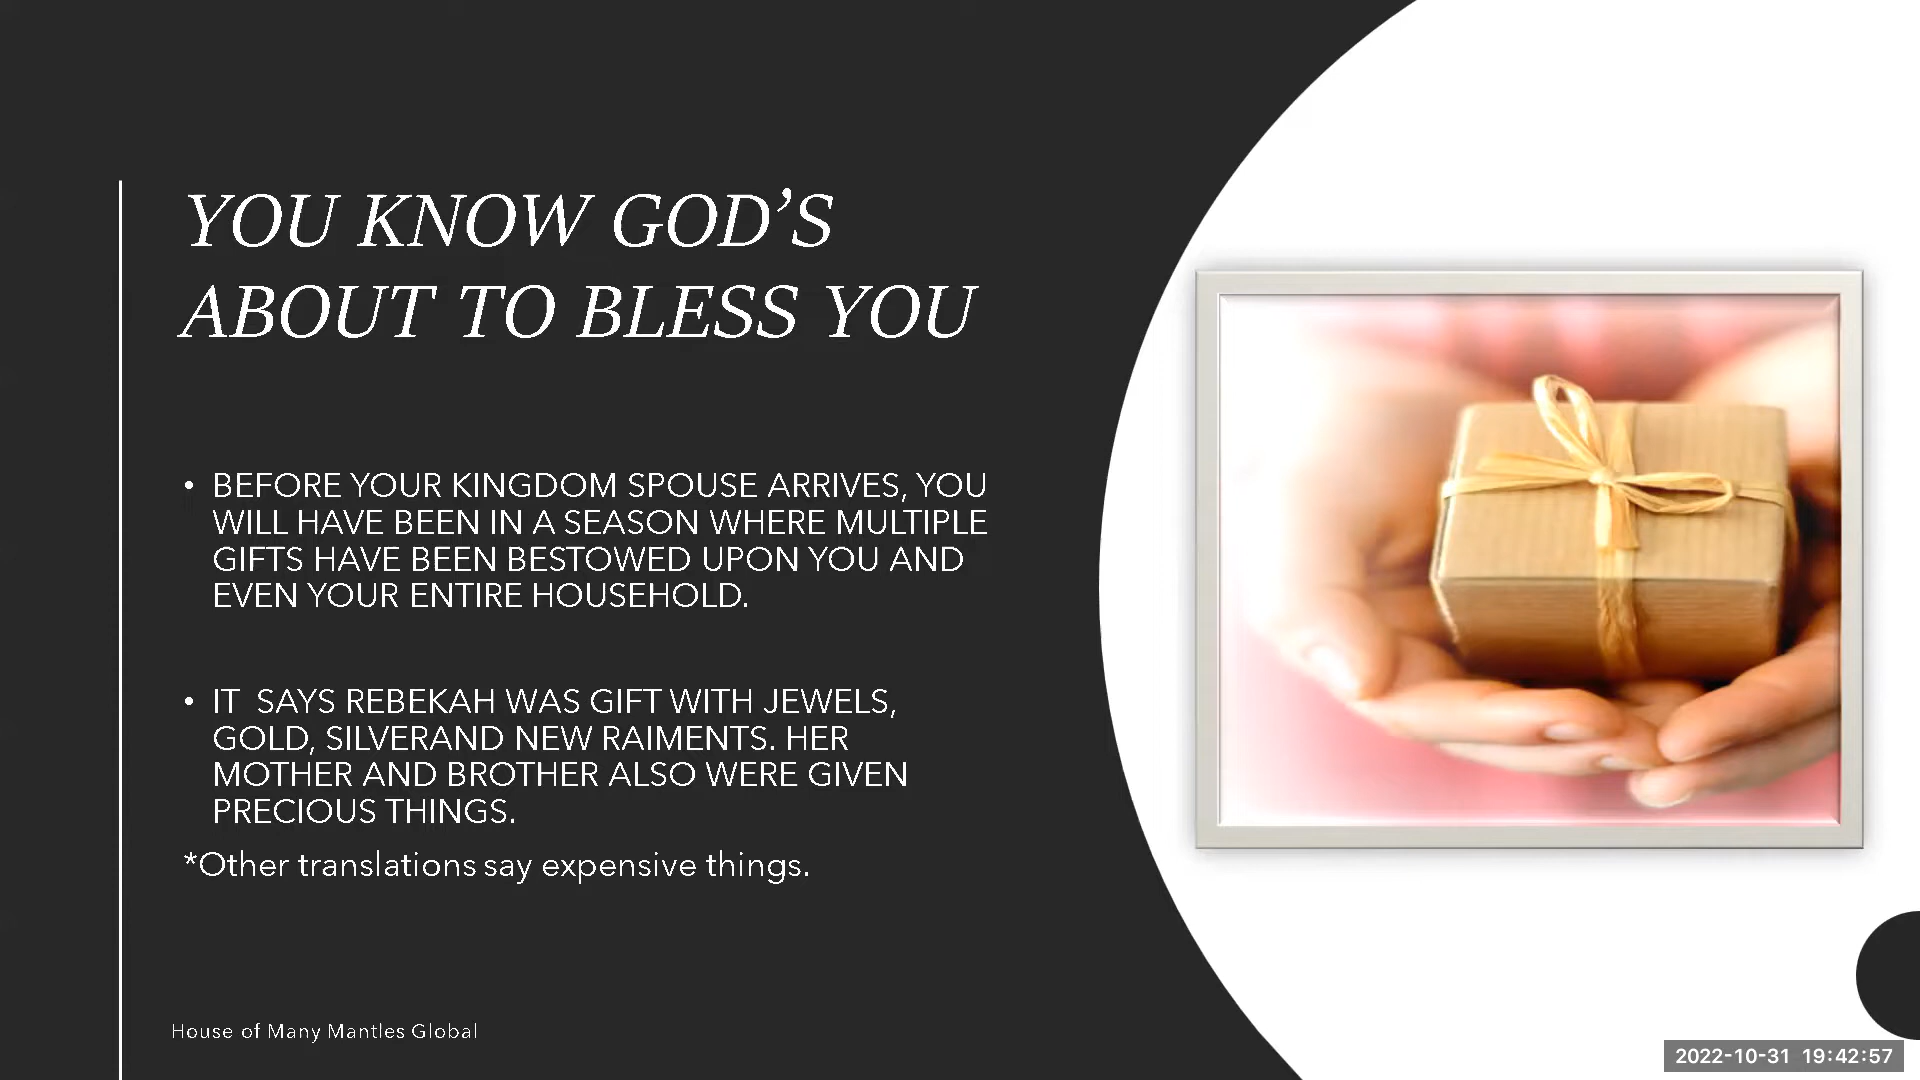 YOU KNOW GOD’S
ABOUT TO BLESS YOU
• BEFORE YOUR KINGDOM SPOUSE ARRIVES, YOU
WILL HAVE BEEN IN A SEASON WHERE MULTIPLE
GIFTS HAVE BEEN BESTOWED UPON YOU AND
EVEN YOUR ENTIRE HOUSEHOLD.
• IT  SAYS REBEKAH WAS GIFT WITH JEWELS,
GOLD, SILVERAND NEW RAIMENTS. HER
MOTHER AND BROTHER ALSO WERE GIVEN
PRECIOUS THINGS.
*Other translations say expensive things.
House of Many Mantles Global
2022-10-31 19:42:57